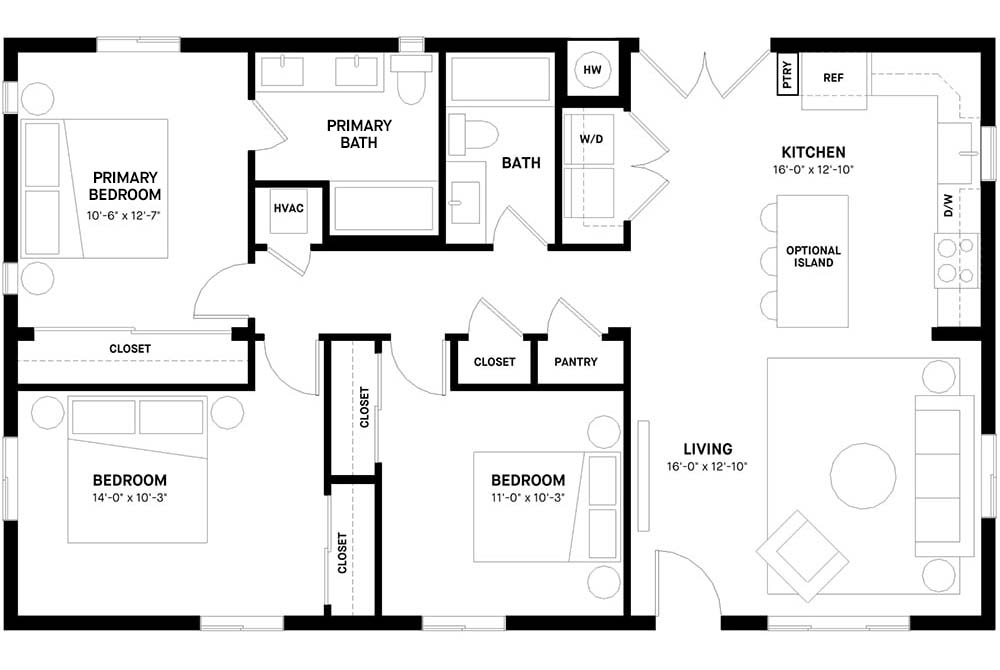 HW
PTRY
REF
PRIMARY
BATH
W/D
BATH
KITCHEN
16'-0" x 12'-10"
PRIMARY
BEDROOM
10'-6" x 12'-7"
HVAC
D/W
OPTIONAL
ISLAND
CLOSET
CLOSET
PANTRY
CLOSET
LIVING
16'-0" x 12'-10"
BEDROOM
14'-0" x 10'-3"
BEDROOM
11'-0" x 10'-3"
CLOSET